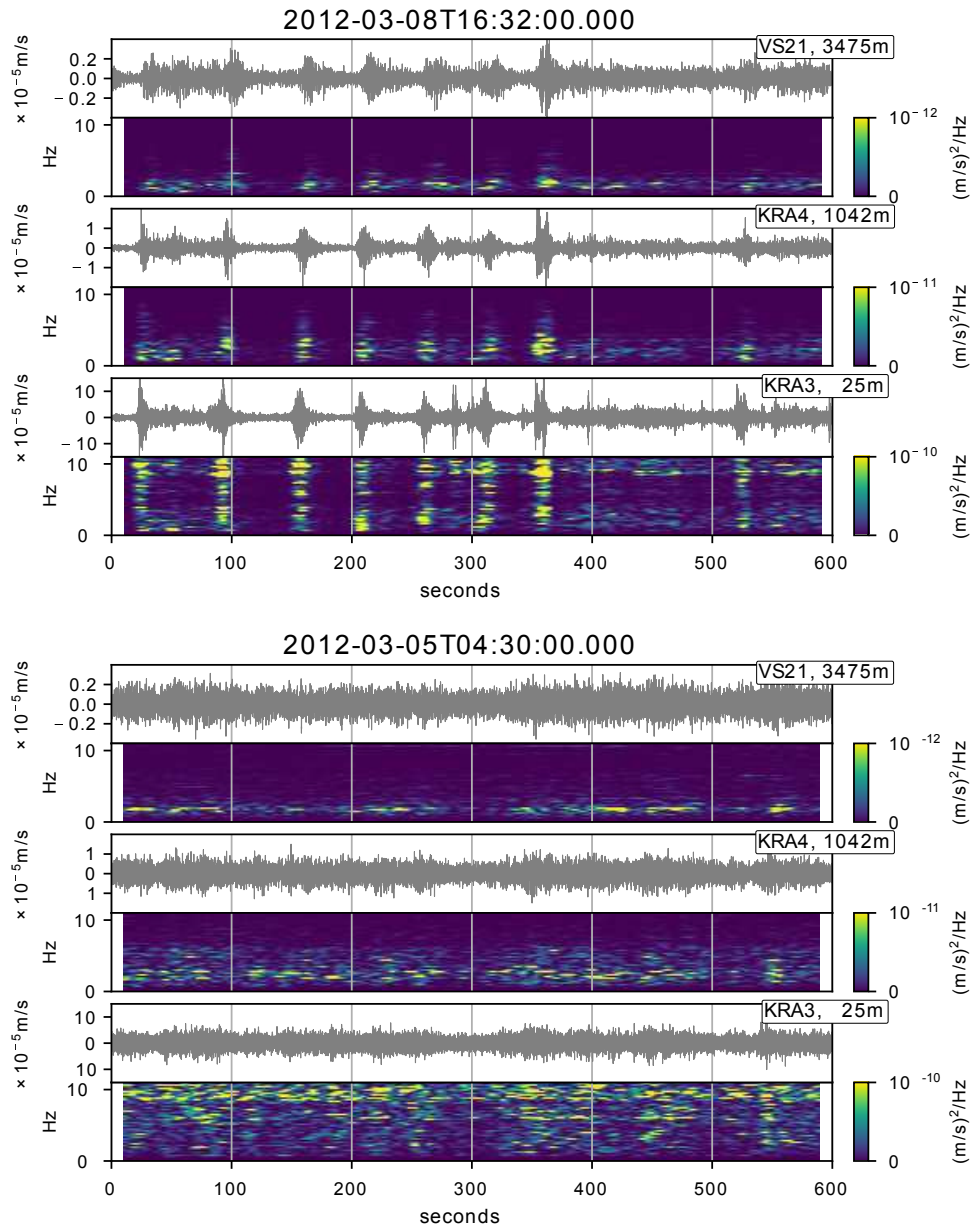 2012-03-08T16:32:00.000
VS21, 3475m
× 10⁻⁵m/s
0.2
0.0
− 0.2
Hz
10
0
10⁻¹²
0
(m/s)²/Hz
KRA4, 1042m
× 10⁻⁵m/s
1
0
− 1
Hz
10
0
10⁻¹¹
0
(m/s)²/Hz
KRA3, 25m
× 10⁻⁵m/s
10
0
− 10
Hz
10
0
10⁻¹⁰
0
(m/s)²/Hz
0 100 200 300 400 500 600
seconds
2012-03-05T04:30:00.000
VS21, 3475m
× 10⁻⁵m/s
0.2
0.0
− 0.2
Hz
10
0
10 -12
0
(m/s)²/Hz
KRA4, 1042m
× 10⁻⁵m/s
1
0
1
Hz
10
0
10 -11
0
(m/s)²/Hz
KRA3, 25m
× 10⁻⁵m/s
10
0
10
Hz
10
0
10 -10
0
(m/s)²/Hz
0 100 200 300 400 500 600
seconds